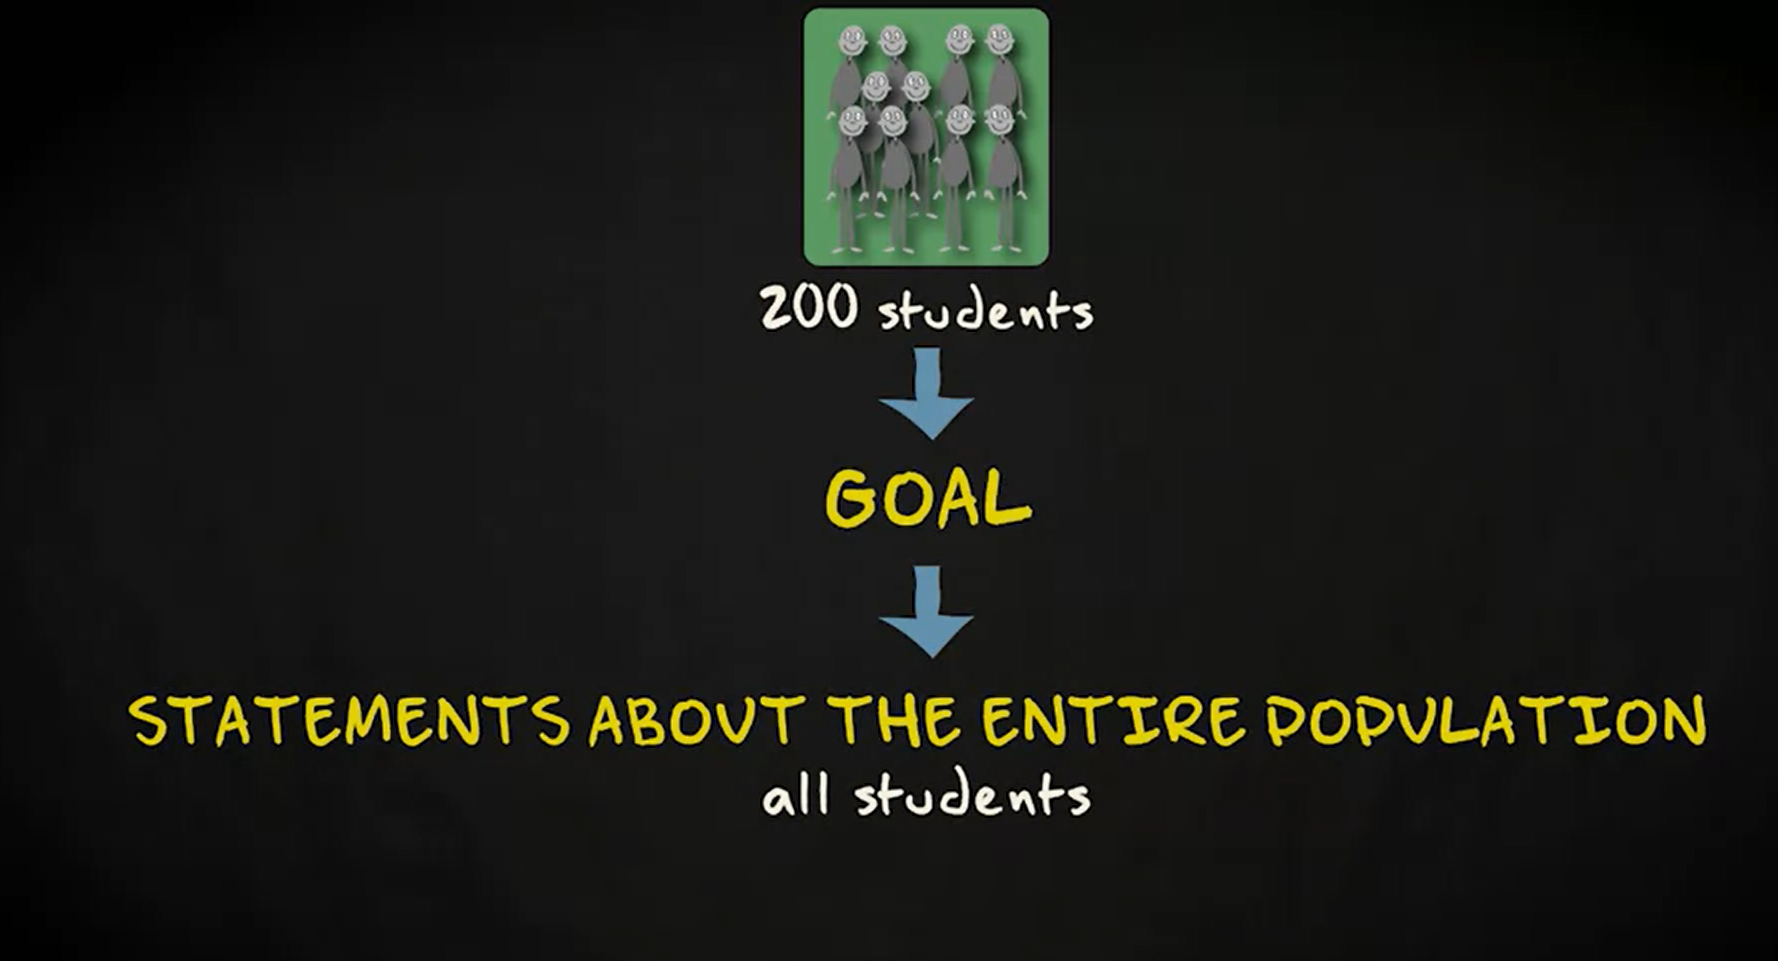 200 students
GOAL
STATEMENTS ABOUT THE ENTIRE POPULATION
all students